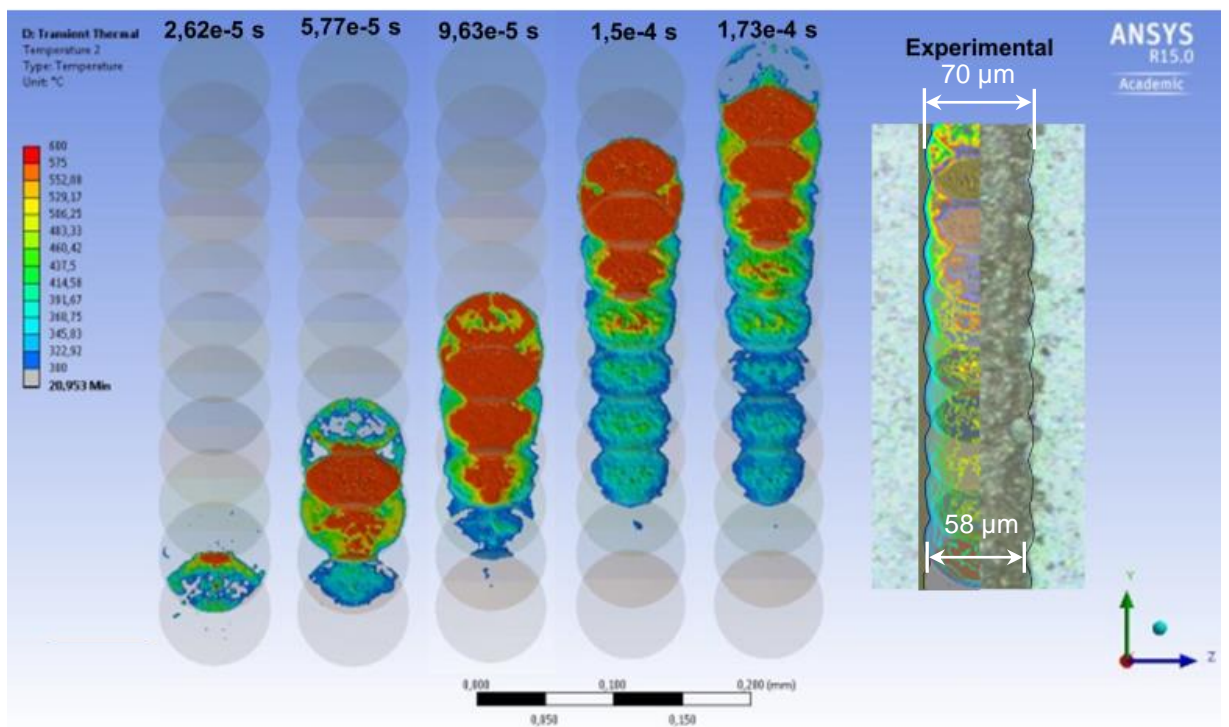 D: Transient Thermal
Temperature 2
Type: Temperature
Unit: °C
2,62e-5 s
5,77e-5 s
9,63e-5 s
1,5e-4 s
1,73e-4 s
Experimental
70 µm
ANSYS
R15.0
Academic
600
575
552,08
529,17
506,25
483,33
460,42
437,5
414,58
391,67
368,75
345,83
322,92
300
20,953 Min
58 µm
0,000
0,100
0,200 (mm)
0,050
0,150
Y
Z